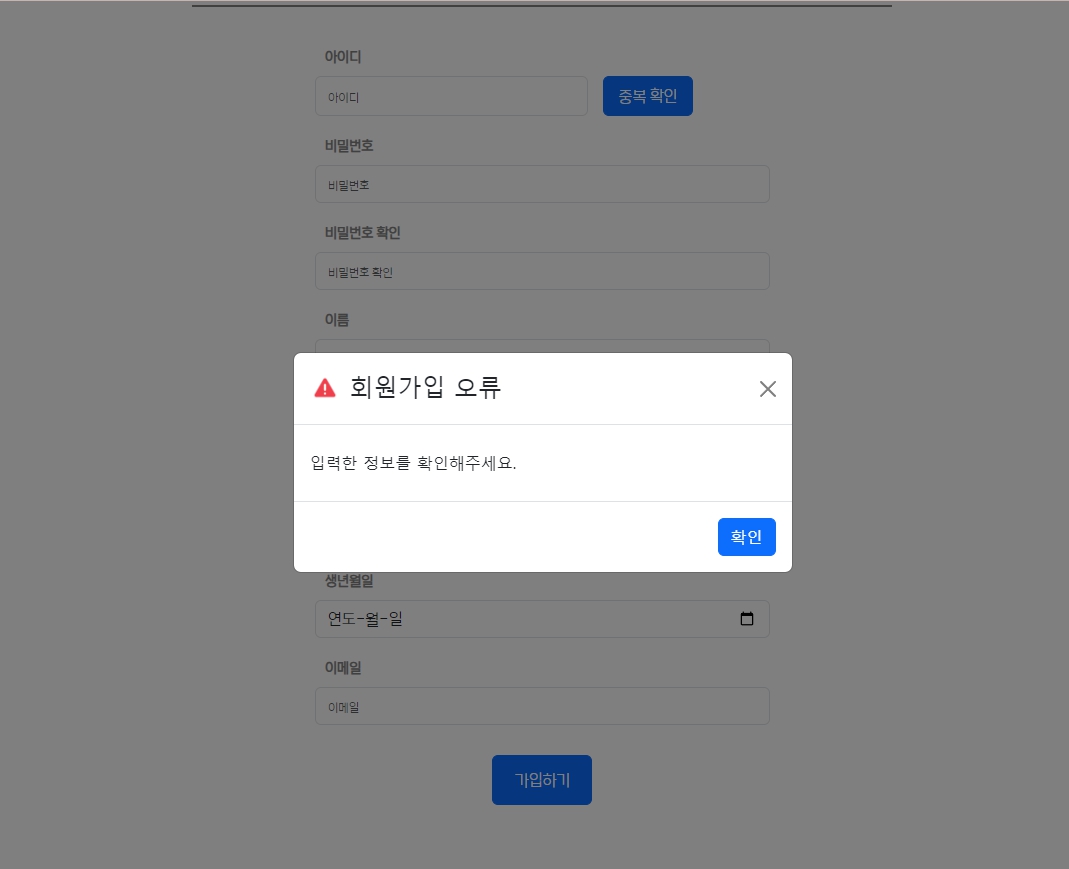 아이디
아이디
중복 확인
비밀번호
비밀번호
비밀번호 확인
비밀번호 확인
이름
회원가입 오류
입력한 정보를 확인해주세요.
확인
생년월일
연도-월-일
이메일
이메일
가입하기